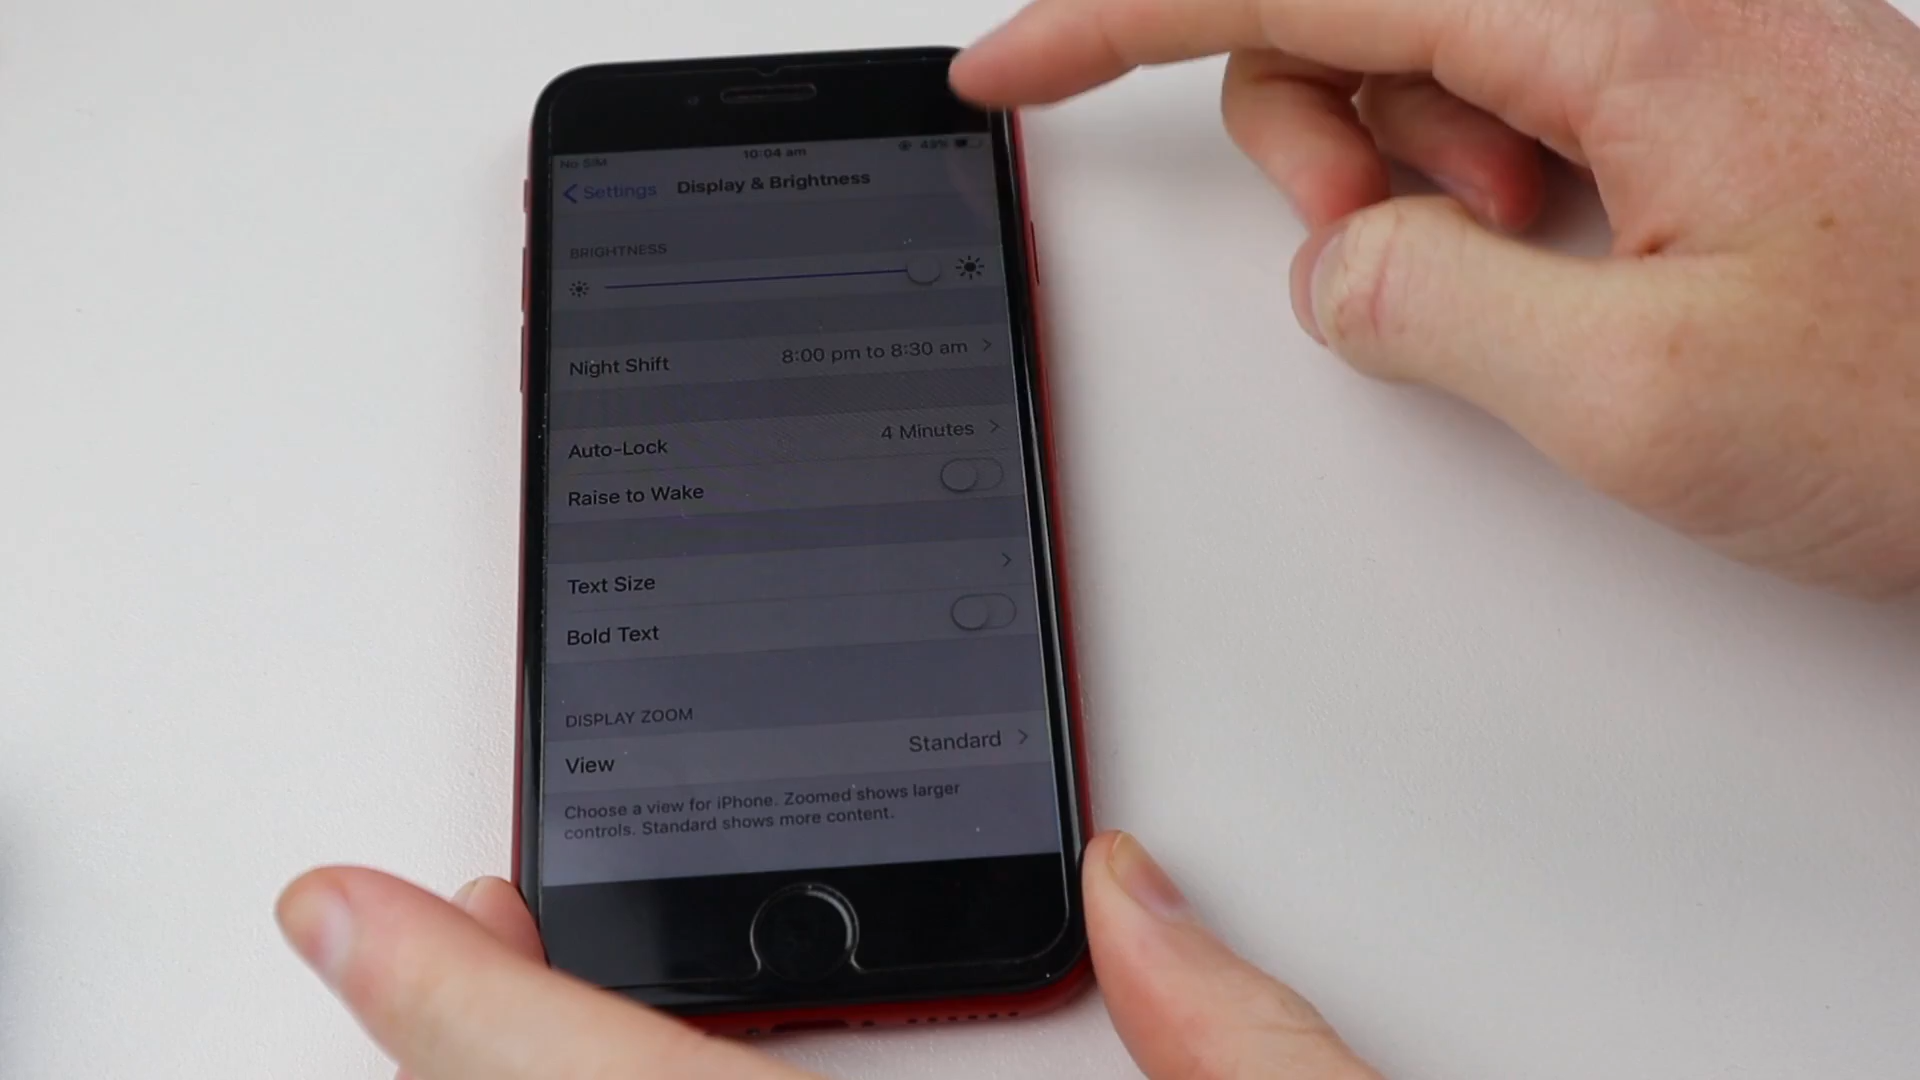 No SIM
10:04 am
43%
Settings
Display & Brightness
BRIGHTNESS
Night Shift
8:00 pm to 8:30 am
Auto-Lock
4 Minutes
Raise to Wake
Text Size
Bold Text
DISPLAY ZOOM
View
Standard
Choose a view for iPhone. Zoomed shows larger
controls. Standard shows more content.